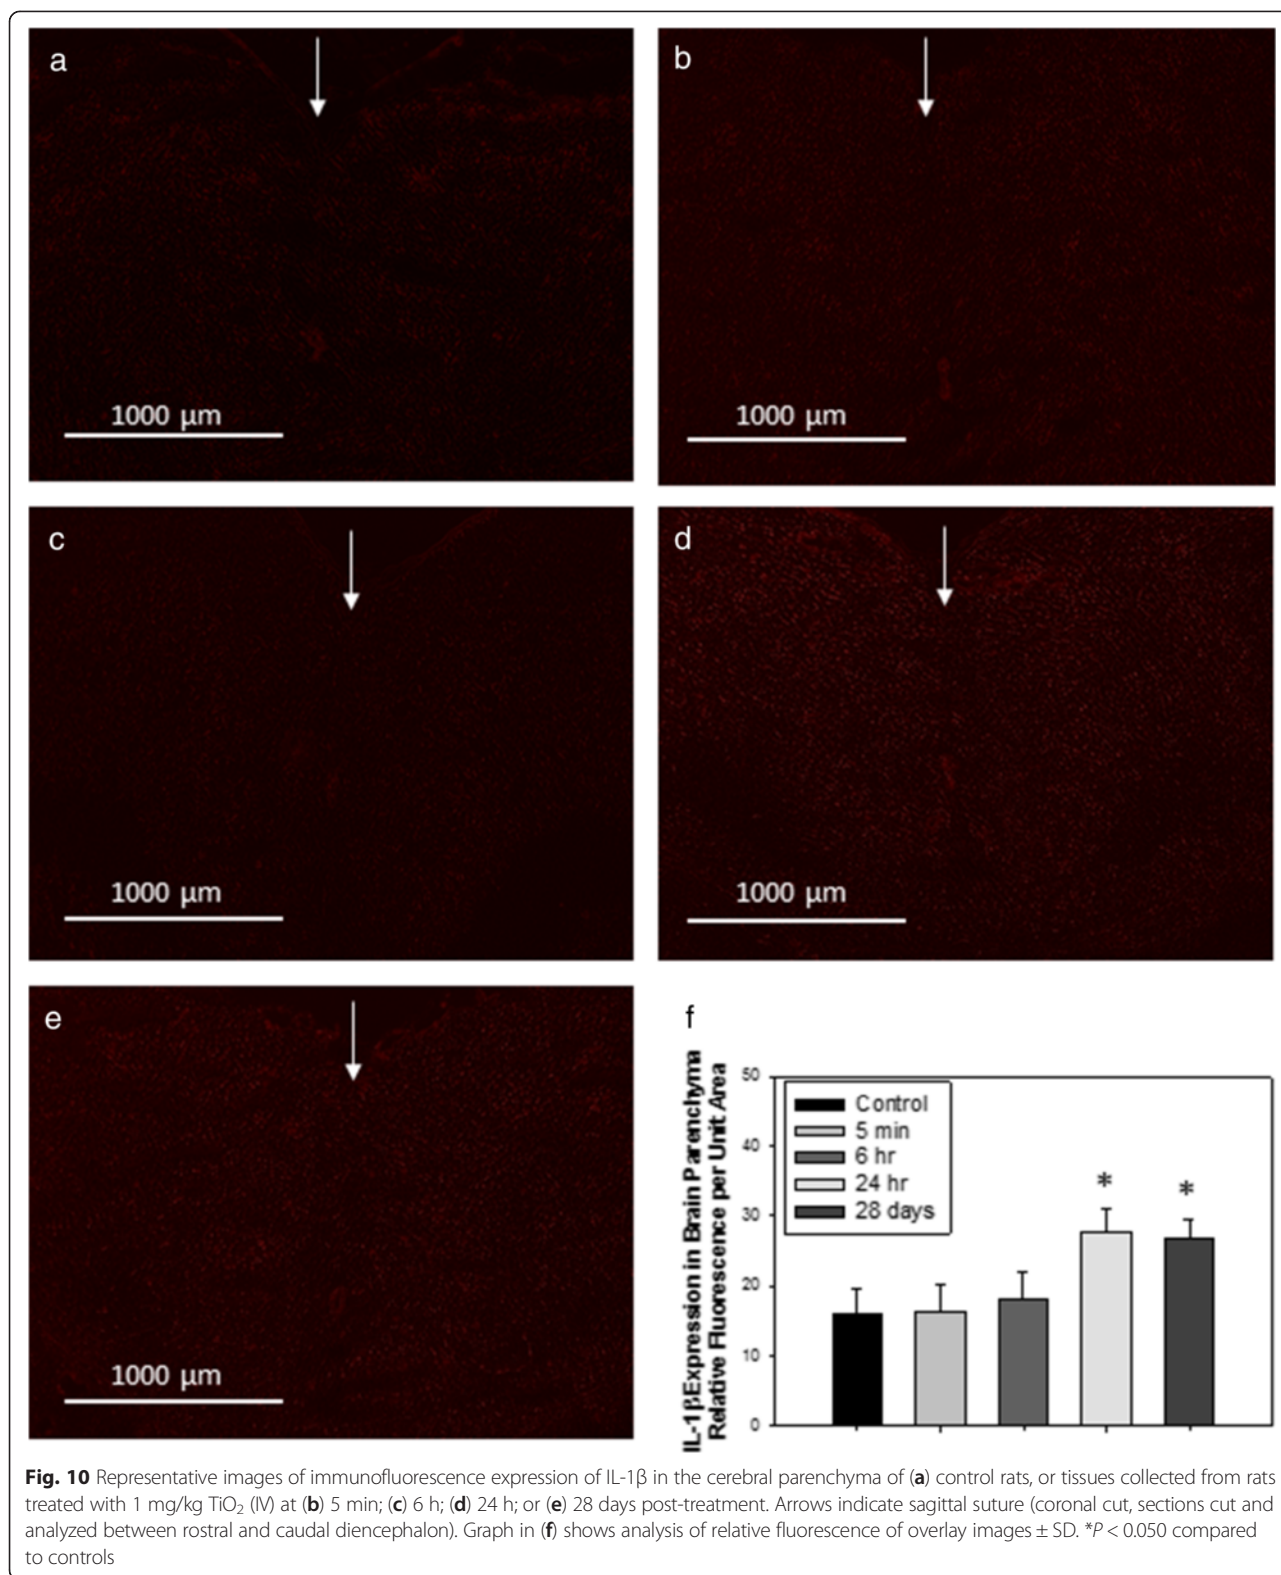 a
b
1000 µm
1000 µm
c
d
1000 µm
1000 µm
e
f
1000 µm
IL-1βExpression in Brain Parenchyma
Relative Fluorescence per Unit Area
50
40
30
20
10
0
Control
5 min
6 hr
24 hr
28 days
*
*
Fig. 10 Representative images of immunofluorescence expression of IL-1β in the cerebral parenchyma of (a) control rats, or tissues collected from rats
treated with 1 mg/kg TiO2 (IV) at (b) 5 min; (c) 6 h; (d) 24 h; or (e) 28 days post-treatment. Arrows indicate sagittal suture (coronal cut, sections cut and
analyzed between rostral and caudal diencephalon). Graph in (f) shows analysis of relative fluorescence of overlay images ± SD. *P < 0.050 compared
to controls